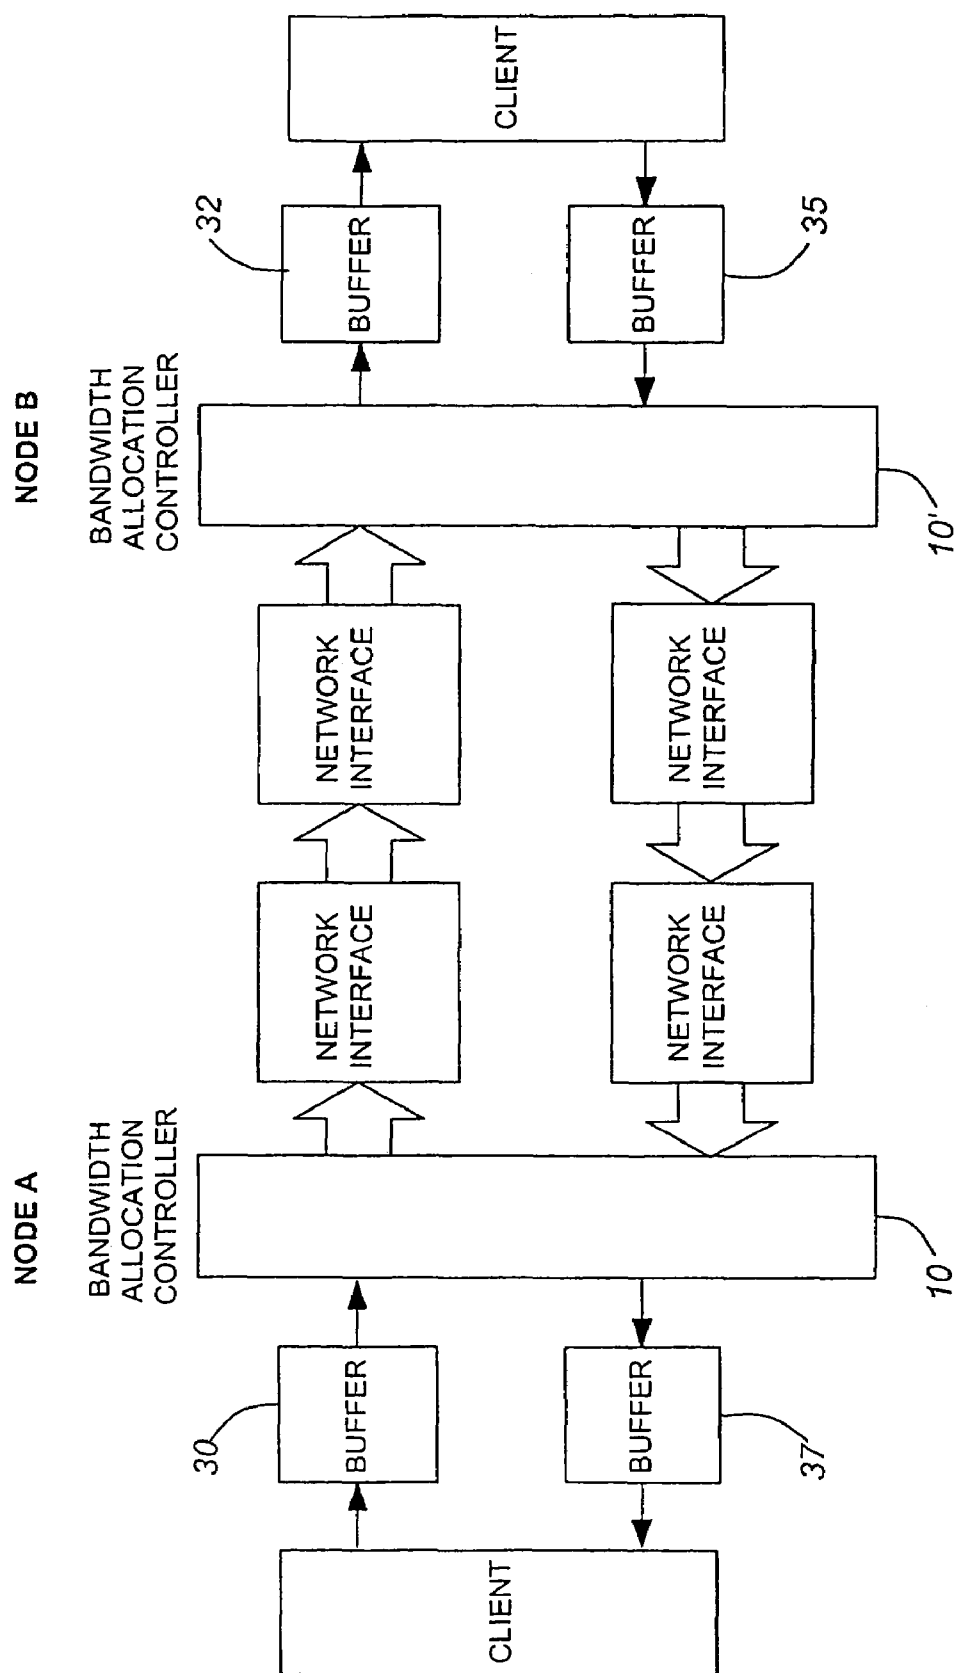 NODE A
NODE B
BANDWIDTH
ALLOCATION
CONTROLLER
BANDWIDTH
ALLOCATION
CONTROLLER
30
32
CLIENT
BUFFER
NETWORK
INTERFACE
NETWORK
INTERFACE
BUFFER
CLIENT
BUFFER
NETWORK
INTERFACE
NETWORK
INTERFACE
BUFFER
37
10
10'
35